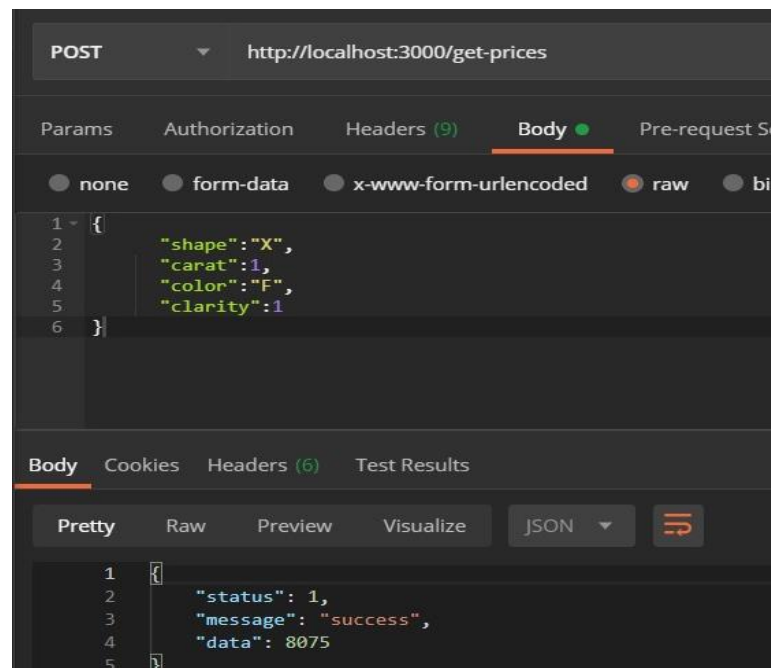 POST http://localhost:3000/get-prices
Params Authorization Headers (9) Body Pre-request S
none form-data x-www-form-urlencoded raw bi
1 {
2 "shape":"X",
3 "carat":1,
4 "color":"F",
5 "clarity":1
6 }
Body Cookies Headers (6) Test Results
Pretty Raw Preview Visualize JSON
1 {
2 "status": 1,
3 "message": "success",
4 "data": 8075
5 }